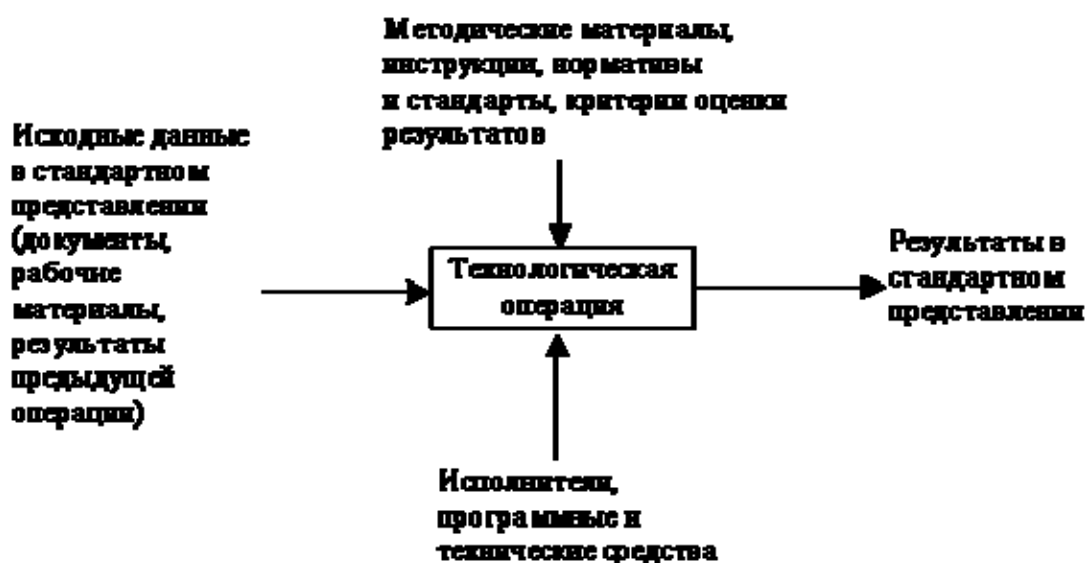 Методические материалы,
инструкции, нормативы
и стандарты, критерии оценки
результатов
Исходные данные
в стандартном
представлении
(документы,
рабочие
материалы,
результаты
предыдущей
операции)
Технологическая
операция
Результаты в
стандартном
представлении
Исполнители,
программные и
технические средства